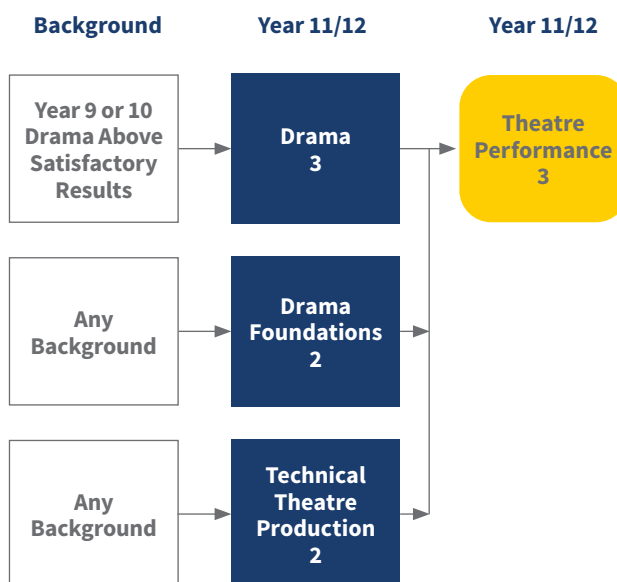 Background
Year 11/12
Year 11/12
Year 9 or 10
Drama Above
Satisfactory
Results
Drama
3
Theatre
Performance
3
Any
Background
Drama
Foundations
2
Any
Background
Technical
Theatre
Production
2